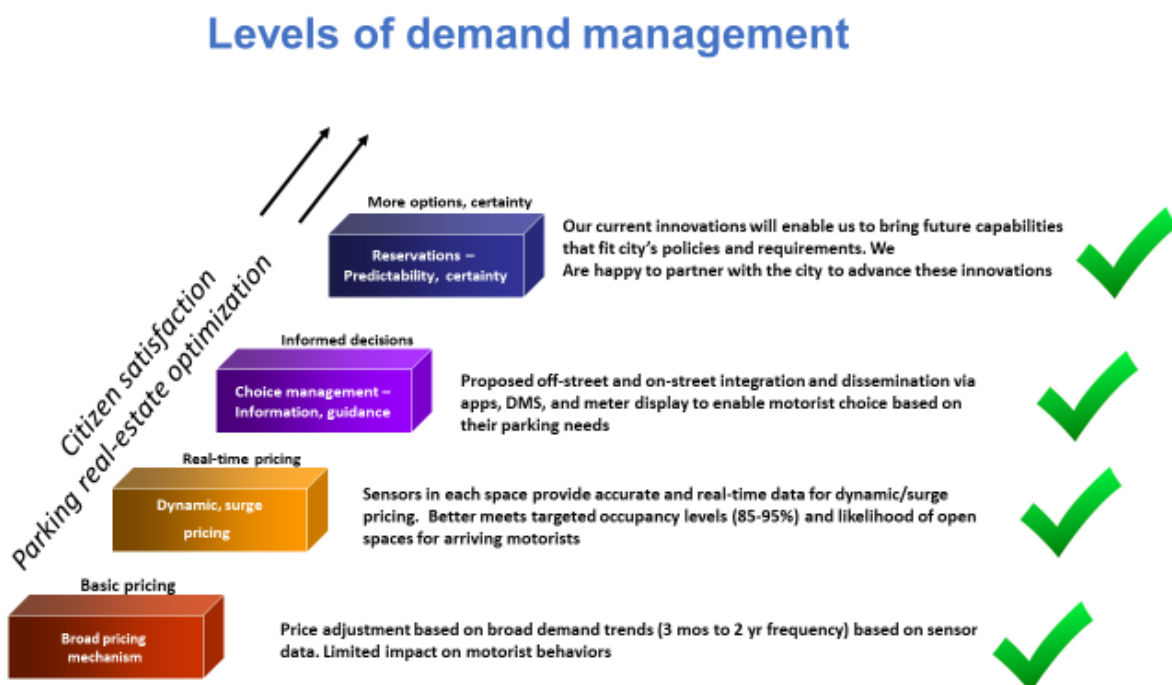 Levels of demand management
Citizen satisfaction
Parking real-estate optimization
More options, certainty
Reservations –
Predictability, certainty
Our current innovations will enable us to bring future capabilities
that fit city's policies and requirements. We
Are happy to partner with the city to advance these innovations
Informed decisions
Choice management –
Information, guidance
Proposed off-street and on-street integration and dissemination via
apps, DMS, and meter display to enable motorist choice based on
their parking needs
Real-time pricing
Dynamic, surge
pricing
Sensors in each space provide accurate and real-time data for dynamic/surge
pricing. Better meets targeted occupancy levels (85-95%) and likelihood of open
spaces for arriving motorists
Basic pricing
Broad pricing
mechanism
Price adjustment based on broad demand trends (3 mos to 2 yr frequency) based on sensor
data. Limited impact on motorist behaviors